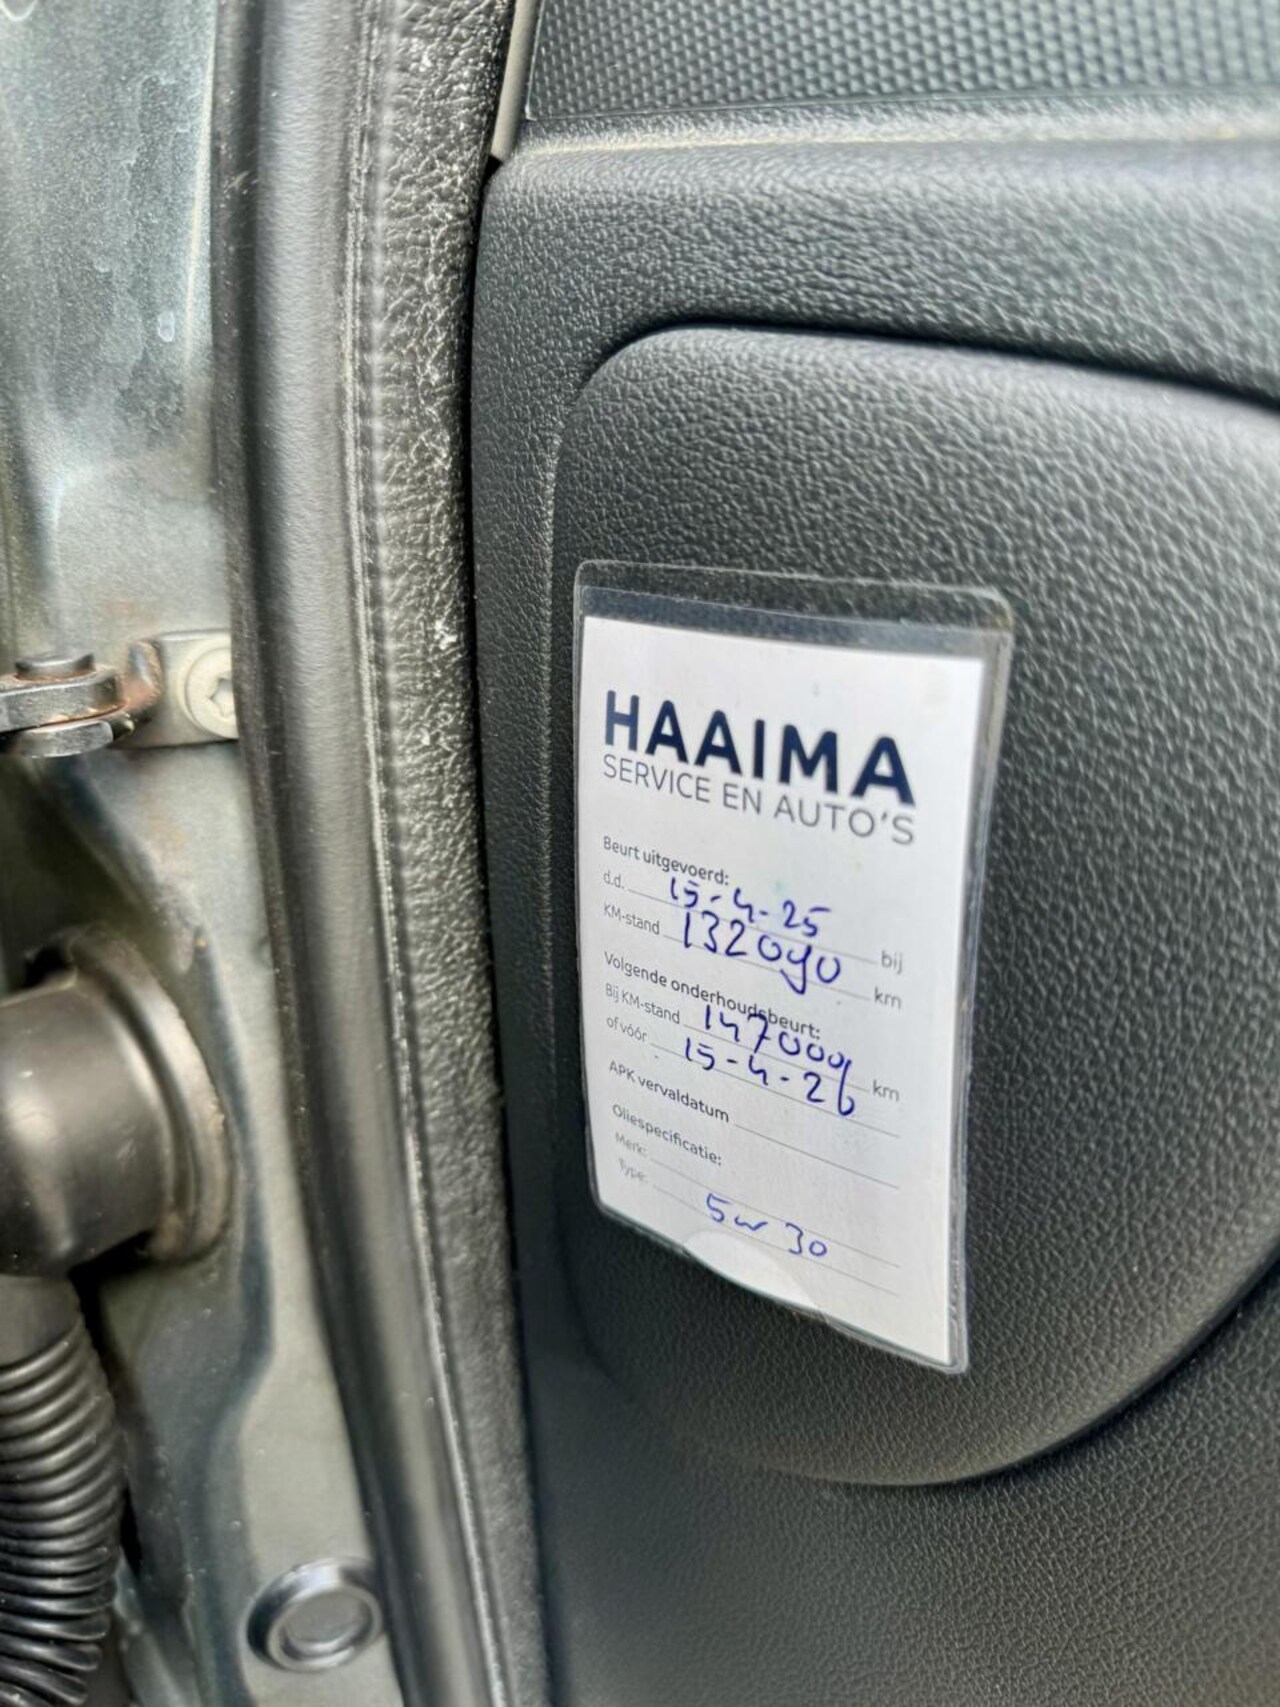 HAAIMA
SERVICE EN AUTO'S
Beurt uitgevoerd:
d.d. 15-4-25 bij
KM-stand 132090 km
Volgende onderhoudsbeurt:
Bij KM-stand 147000 km
of vóór 15-4-26
APK vervaldatum
Oliespecificatie:
Merk:
Type: 5w30